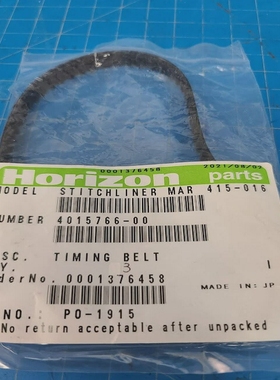 0001376458 2021/08/03
Horizon parts
MODEL STITCHLINER MAR 415-016
UMBER 4015766-00
SC. TIMING BELT
Y. 3 1
derNo. 0001376458 MADE IN: JP
NO.: PO-1915
No return acceptable after unpacked